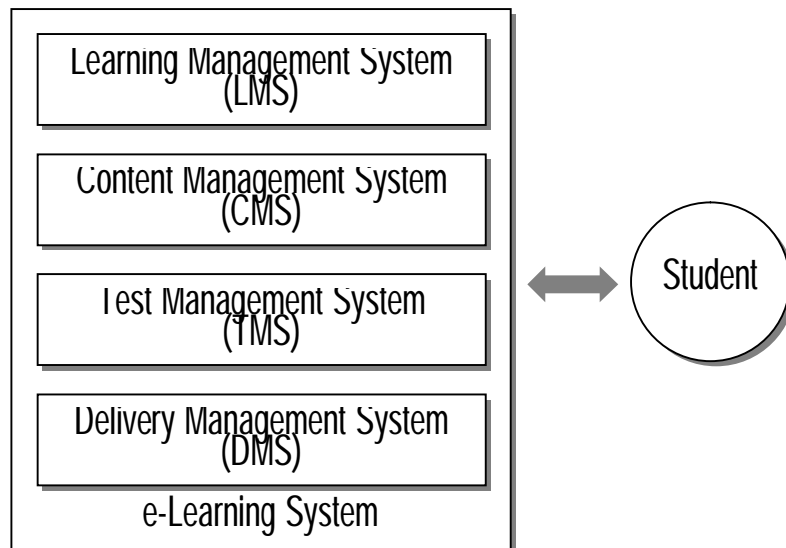 Learning Management System
(LMS)
Content Management System
(CMS)
Student
Test Management System
(TMS)
Delivery Management System
(DMS)
e-Learning System